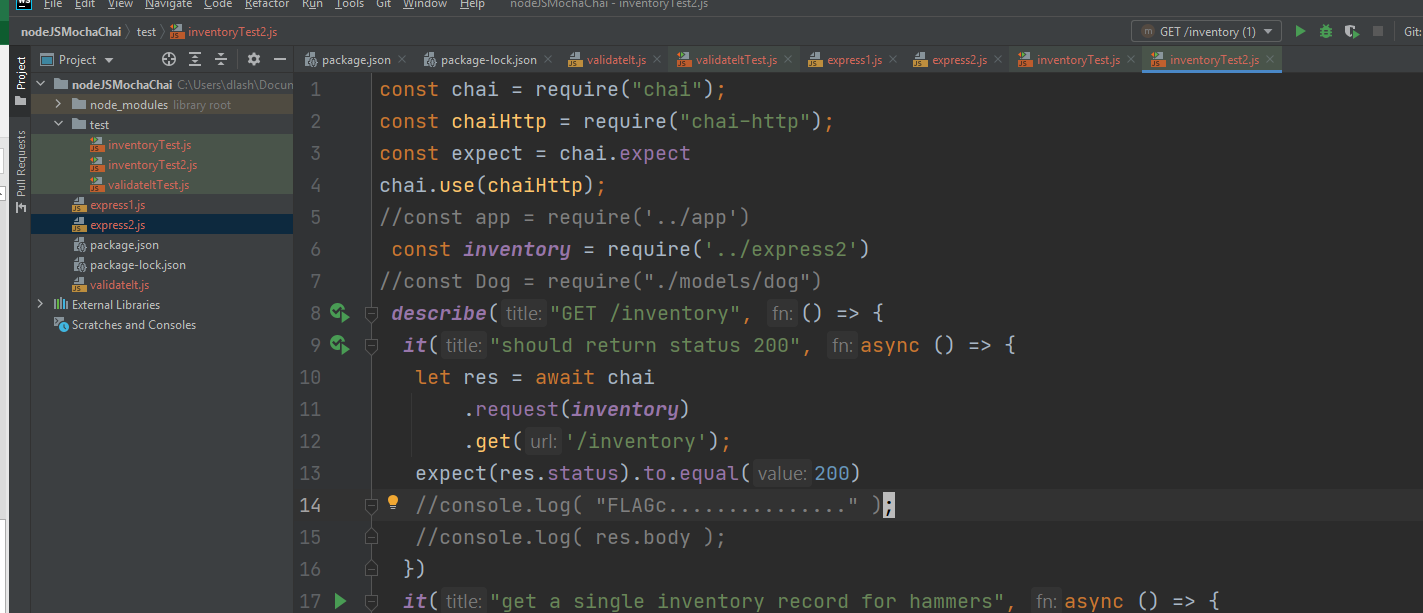 File Edit View Navigate Code Refactor Run Tools Git Window Help nodeJSMochaChai - inventoryTest2.js
nodeJSMochaChai test inventoryTest2.js GET /inventory (1) Git:
Project
package.json package-lock.json validateIt.js validateItTest.js express1.js express2.js inventoryTest.js inventoryTest2.js
Project
Pull Requests
nodeJSMochaChai C:\Users\dlash\Docun
node_modules library root
test
inventoryTest.js
inventoryTest2.js
validateItTest.js
express1.js
express2.js
package.json
package-lock.json
validateIt.js
External Libraries
Scratches and Consoles
1 const chai = require("chai");
2 const chaiHttp = require("chai-http");
3 const expect = chai.expect
4 chai.use(chaiHttp);
5 //const app = require('../app')
6 const inventory = require('../express2')
7 //const Dog = require("./models/dog")
8 describe( title: "GET /inventory", fn: () => {
9 it( title: "should return status 200", fn: async () => {
10 let res = await chai
11 .request(inventory)
12 .get( url: '/inventory');
13 expect(res.status).to.equal( value: 200)
14 //console.log( "FLAGc..............." );
15 //console.log( res.body );
16 })
17 it( title: "get a single inventory record for hammers", fn: async () => {